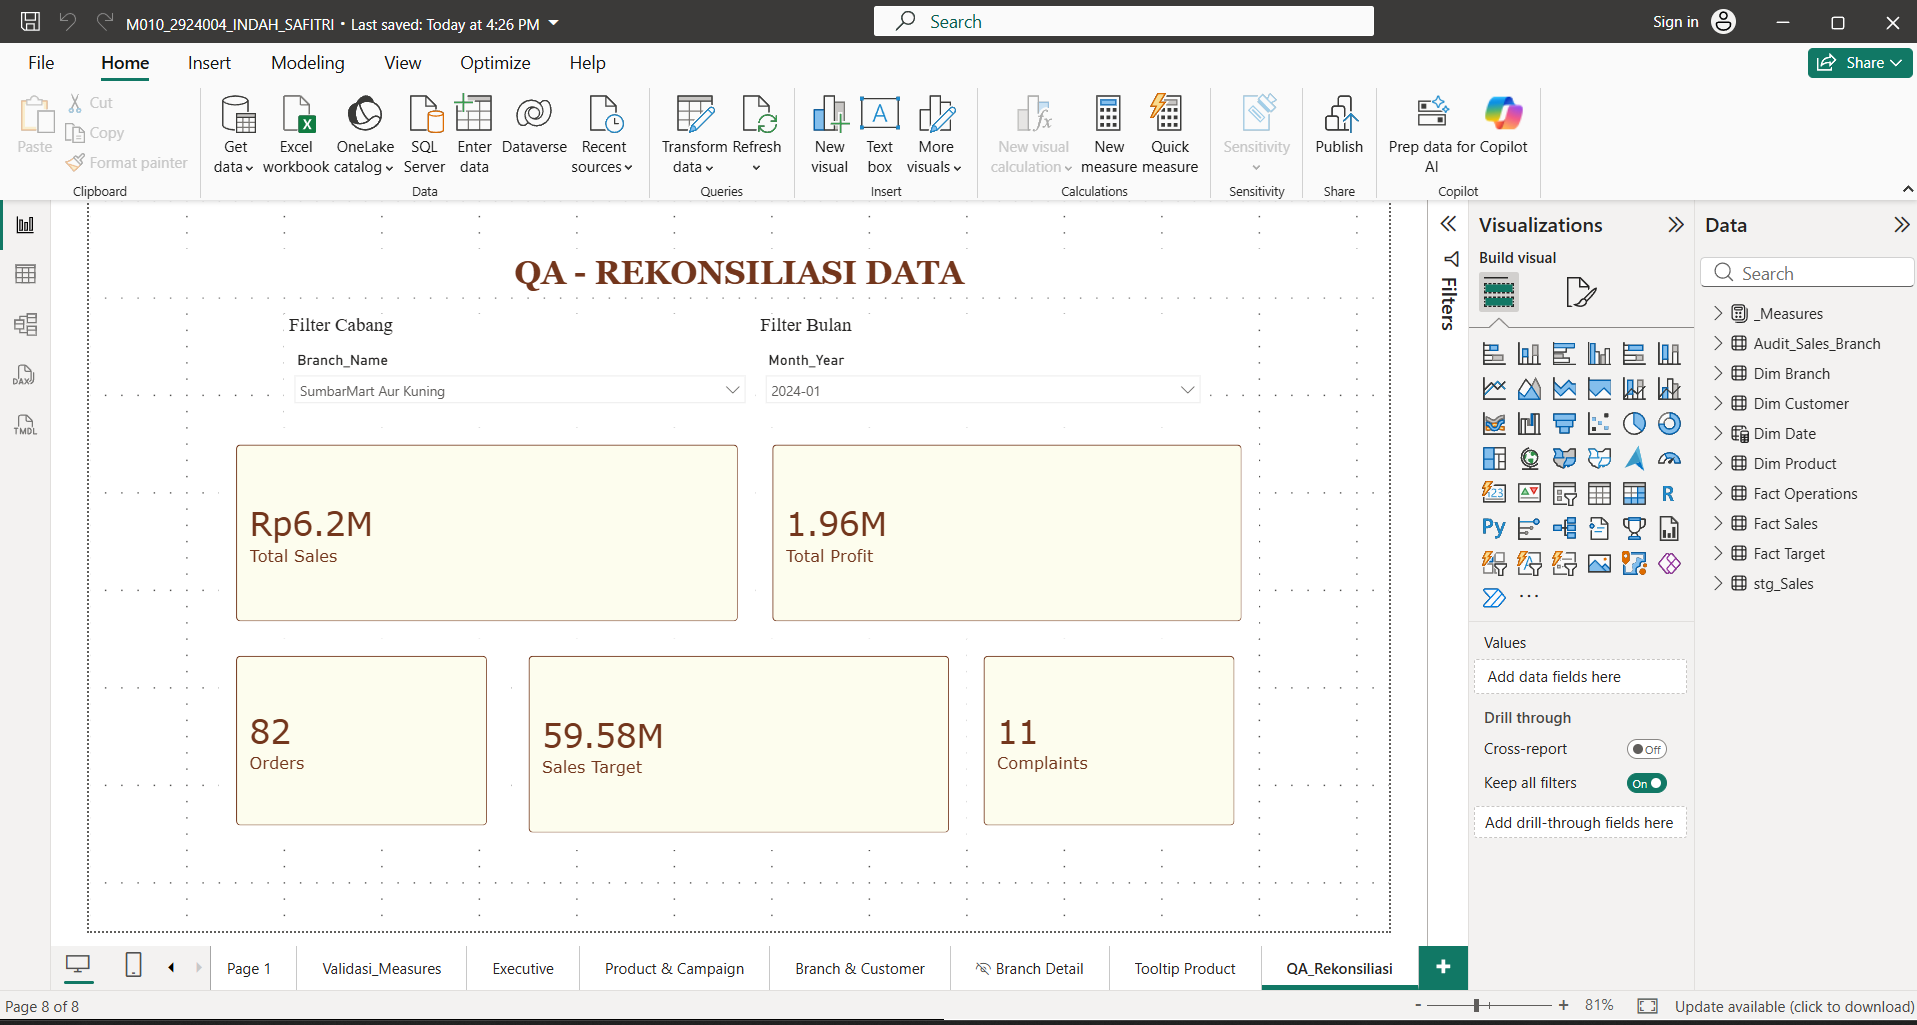 M010_2924004_INDAH_SAFITRI • Last saved: Today at 4:26 PM
Search
Sign in
File
Home
Insert
Modeling
View
Optimize
Help
Share
Paste
Cut
Copy
Format painter
Clipboard
Get data
Excel workbook
OneLake catalog
SQL Server
Enter data
Dataverse
Recent sources
Data
Transform data
Refresh
Queries
New visual
Text box
More visuals
Insert
New visual calculation
New measure
Quick measure
Calculations
Sensitivity
Sensitivity
Publish
Share
Prep data for AI
Copilot
Copilot
DAX
TMDL
QA - REKONSILIASI DATA
Filter Cabang
Filter Bulan
Branch_Name
Month_Year
SumbarMart Aur Kuning
2024-01
Rp6.2M
Total Sales
1.96M
Total Profit
82
Orders
59.58M
Sales Target
11
Complaints
Filters
Visualizations
Build visual
123
R
Py
Values
Add data fields here
Drill through
Cross-report
Off
Keep all filters
On
Add drill-through fields here
Data
Search
_Measures
Audit_Sales_Branch
Dim Branch
Dim Customer
Dim Date
Dim Product
Fact Operations
Fact Sales
Fact Target
stg_Sales
Page 1
Validasi_Measures
Executive
Product & Campaign
Branch & Customer
Branch Detail
Tooltip Product
QA_Rekonsiliasi
Page 8 of 8
81%
Update available (click to download)